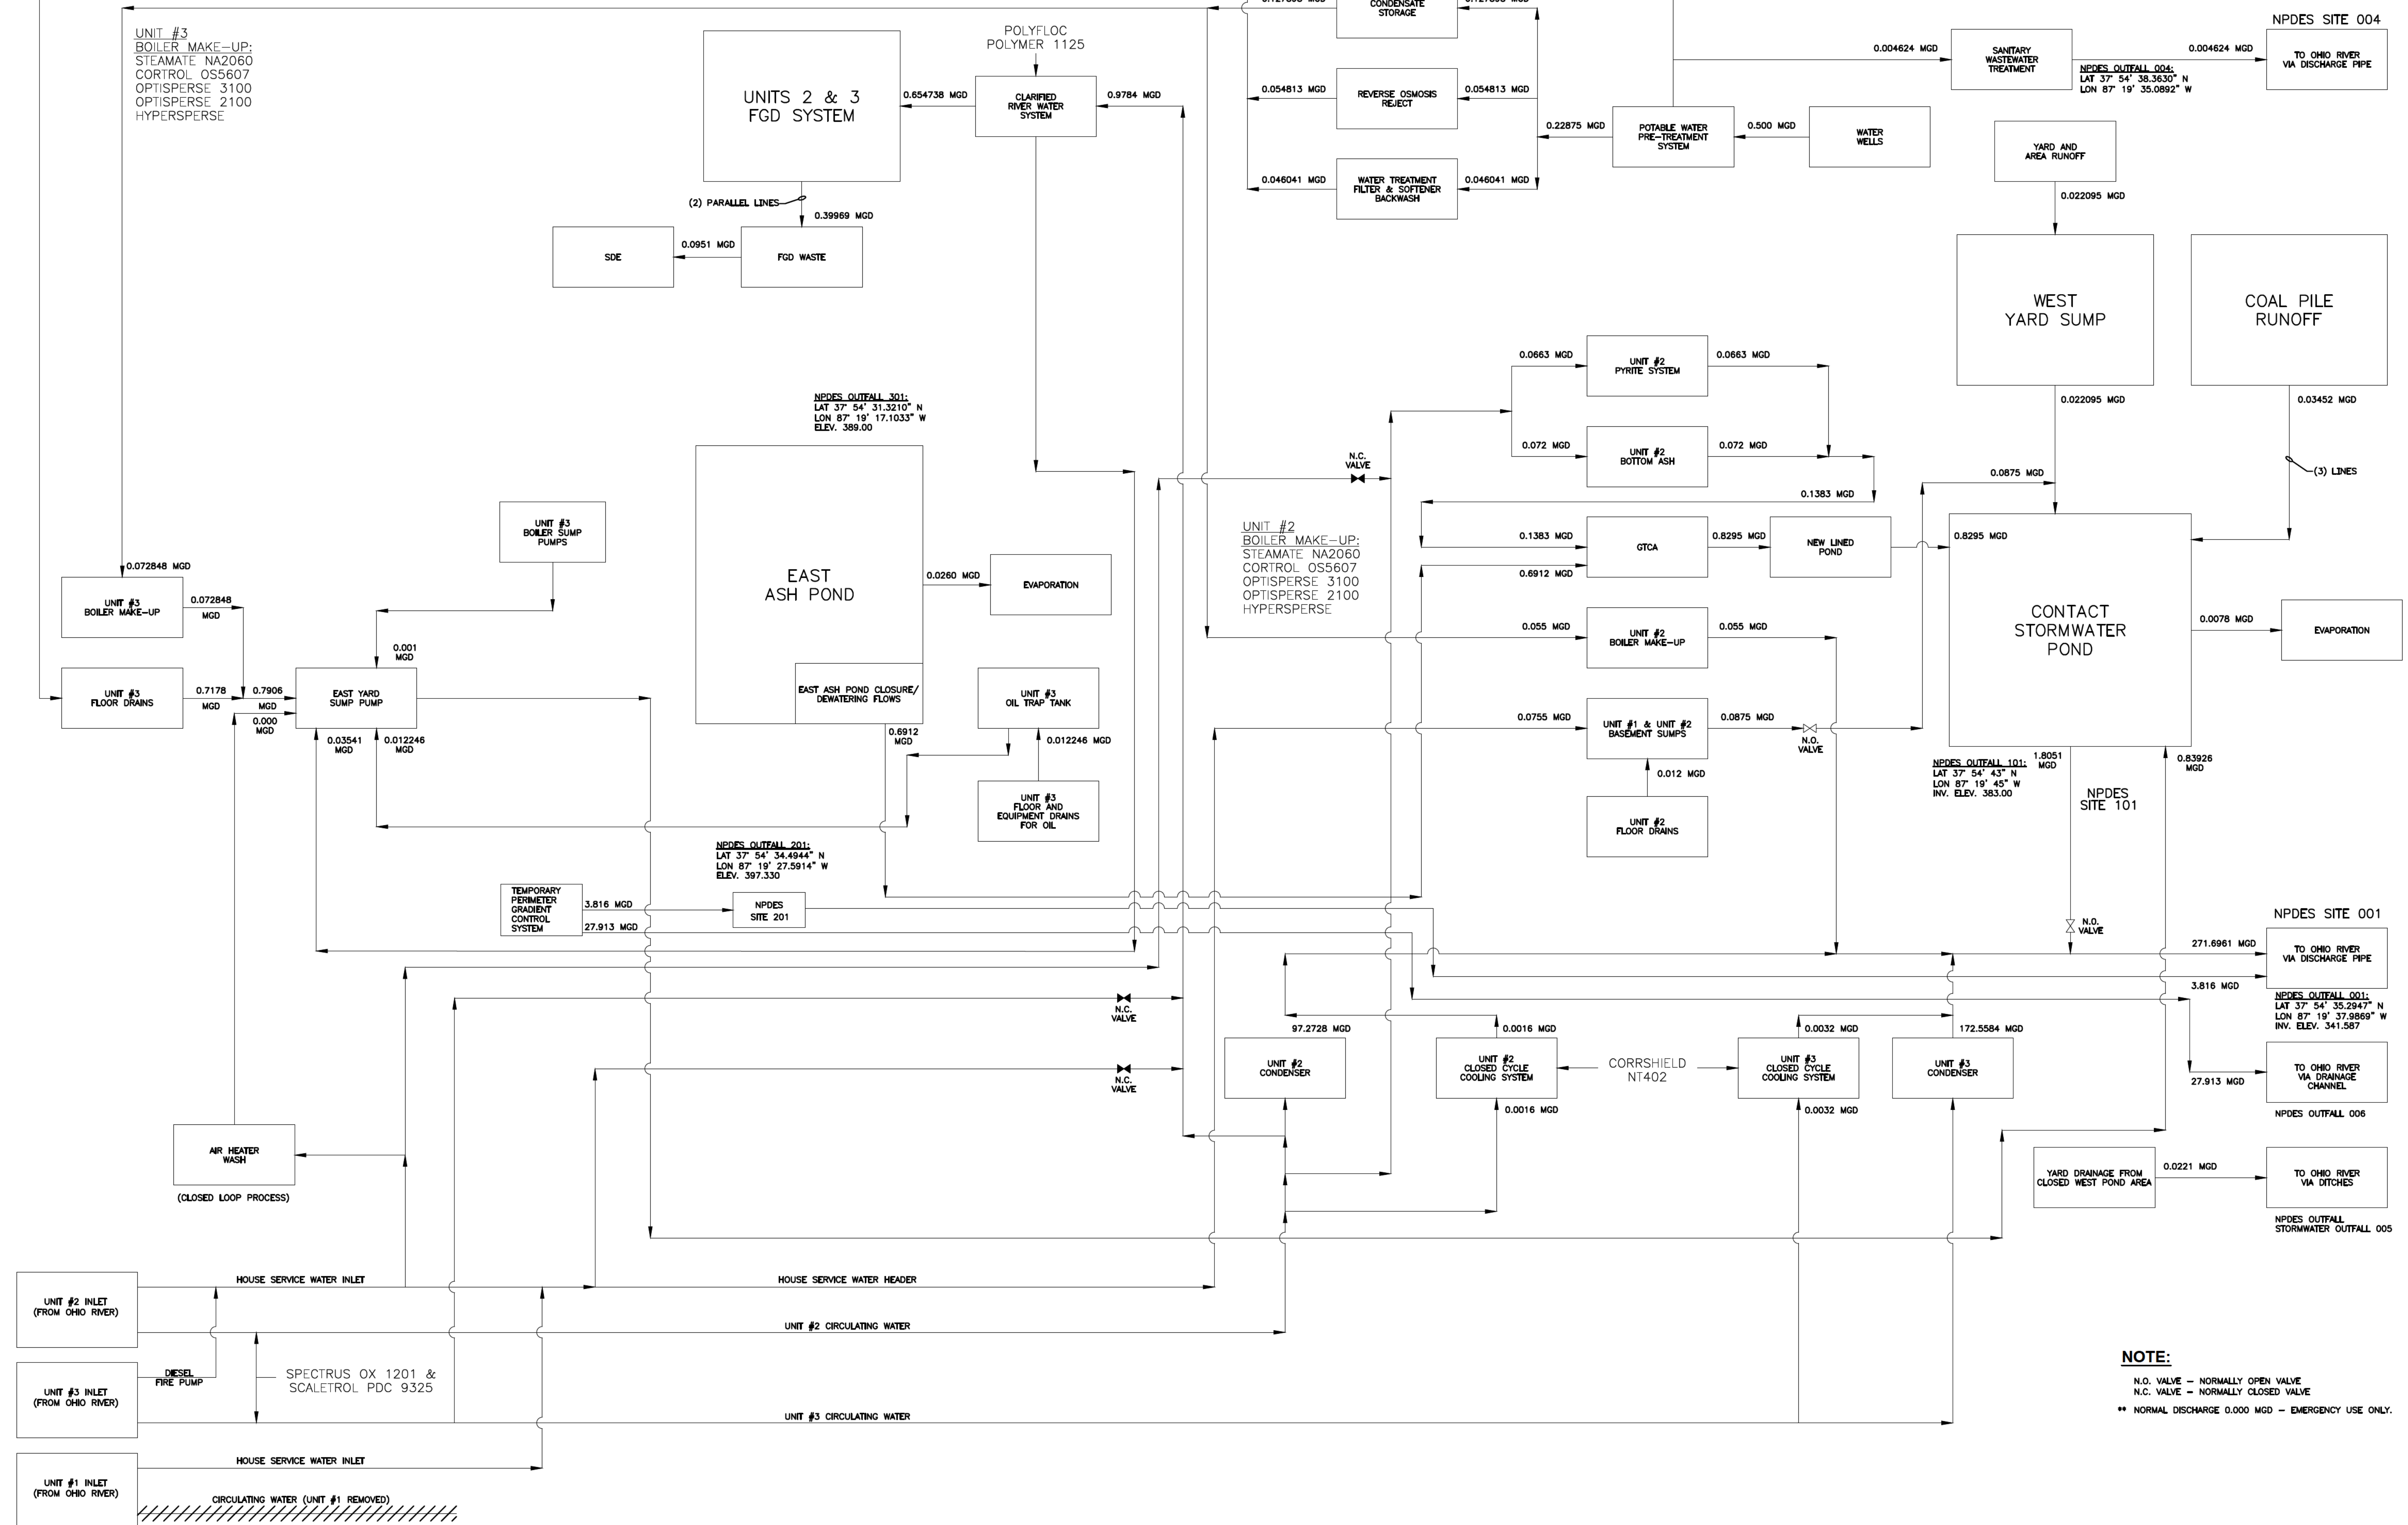 0.127896 MGD
CONDENSATE
STORAGE
0.127896 MGD
NPDES SITE 004
UNIT #3
BOILER MAKE-UP:
STEAMATE NA2060
CORTROL OS5607
OPTISPERSE 3100
OPTISPERSE 2100
HYPERSPERSE
UNITS 2 & 3
FGD SYSTEM
POLYFLOC
POLYMER 1125
0.654738 MGD
CLARIFIED
RIVER WATER
SYSTEM
0.9784 MGD
0.054813 MGD
REVERSE OSMOSIS
REJECT
0.054813 MGD
0.046041 MGD
WATER TREATMENT
FILTER & SOFTENER
BACKWASH
0.046041 MGD
0.22875 MGD
POTABLE WATER
PRE-TREATMENT
SYSTEM
0.500 MGD
WATER
WELLS
0.004624 MGD
SANITARY
WASTEWATER
TREATMENT
0.004624 MGD
TO OHIO RIVER
VIA DISCHARGE PIPE
NPDES OUTFALL 004:
LAT 37° 54' 38.3630" N
LON 87° 19' 35.0892" W
YARD AND
AREA RUNOFF
0.022095 MGD
(2) PARALLEL LINES
0.39969 MGD
SDE
0.0951 MGD
FGD WASTE
WEST
YARD SUMP
COAL PILE
RUNOFF
0.022095 MGD
0.03452 MGD
(3) LINES
0.0663 MGD
UNIT #2
PYRITE SYSTEM
0.0663 MGD
0.072 MGD
UNIT #2
BOTTOM ASH
0.072 MGD
N.C.
VALVE
0.1383 MGD
0.0875 MGD
NPDES OUTFALL 301:
LAT 37° 54' 31.3210" N
LON 87° 19' 17.1033" W
ELEV. 389.00
EAST
ASH POND
0.0260 MGD
EVAPORATION
EAST ASH POND CLOSURE/
DEWATERING FLOWS
0.6912
MGD
UNIT #3
BOILER SUMP
PUMPS
0.001
MGD
0.072848 MGD
UNIT #3
BOILER MAKE-UP
0.072848
MGD
UNIT #3
FLOOR DRAINS
0.7178
MGD
0.7906
MGD
0.000
MGD
EAST YARD
SUMP PUMP
0.03541
MGD
0.012246
MGD
UNIT #3
OIL TRAP TANK
0.012246 MGD
UNIT #3
FLOOR AND
EQUIPMENT DRAINS
FOR OIL
UNIT #2
BOILER MAKE-UP:
STEAMATE NA2060
CORTROL OS5607
OPTISPERSE 3100
OPTISPERSE 2100
HYPERSPERSE
0.1383 MGD
GTCA
0.8295 MGD
0.6912 MGD
NEW LINED
POND
0.8295 MGD
CONTACT
STORMWATER
POND
0.0078 MGD
EVAPORATION
0.055 MGD
UNIT #2
BOILER MAKE-UP
0.055 MGD
0.0755 MGD
UNIT #1 & UNIT #2
BASEMENT SUMPS
0.0875 MGD
N.O.
VALVE
0.012 MGD
UNIT #2
FLOOR DRAINS
NPDES OUTFALL 101:
LAT 37° 54' 43" N
LON 87° 19' 45" W
INV. ELEV. 383.00
1.8051
MGD
0.83926
MGD
NPDES
SITE 101
NPDES OUTFALL 201:
LAT 37° 54' 34.4944" N
LON 87° 19' 27.5914" W
ELEV. 397.330
TEMPORARY
PERIMETER
GRADIENT
CONTROL
SYSTEM
3.816 MGD
27.913 MGD
NPDES
SITE 201
N.O.
VALVE
NPDES SITE 001
271.6961 MGD
TO OHIO RIVER
VIA DISCHARGE PIPE
3.816 MGD
NPDES OUTFALL 001:
LAT 37° 54' 35.2947" N
LON 87° 19' 37.9869" W
INV. ELEV. 341.587
N.C.
VALVE
N.C.
VALVE
97.2728 MGD
UNIT #2
CONDENSER
0.0016 MGD
UNIT #2
CLOSED CYCLE
COOLING SYSTEM
0.0016 MGD
CORRSHIELD
NT402
0.0032 MGD
UNIT #3
CLOSED CYCLE
COOLING SYSTEM
0.0032 MGD
172.5584 MGD
UNIT #3
CONDENSER
27.913 MGD
TO OHIO RIVER
VIA DRAINAGE
CHANNEL
NPDES OUTFALL 006
AIR HEATER
WASH
(CLOSED LOOP PROCESS)
YARD DRAINAGE FROM
CLOSED WEST POND AREA
0.0221 MGD
TO OHIO RIVER
VIA DITCHES
NPDES OUTFALL
STORMWATER OUTFALL 005
UNIT #2 INLET
(FROM OHIO RIVER)
HOUSE SERVICE WATER INLET
HOUSE SERVICE WATER HEADER
UNIT #2 CIRCULATING WATER
UNIT #3 INLET
(FROM OHIO RIVER)
DIESEL
FIRE PUMP
SPECTRUS OX 1201 &
SCALETROL PDC 9325
UNIT #3 CIRCULATING WATER
UNIT #1 INLET
(FROM OHIO RIVER)
HOUSE SERVICE WATER INLET
CIRCULATING WATER (UNIT #1 REMOVED)
NOTE:
N.O. VALVE – NORMALLY OPEN VALVE
N.C. VALVE – NORMALLY CLOSED VALVE
** NORMAL DISCHARGE 0.000 MGD – EMERGENCY USE ONLY.